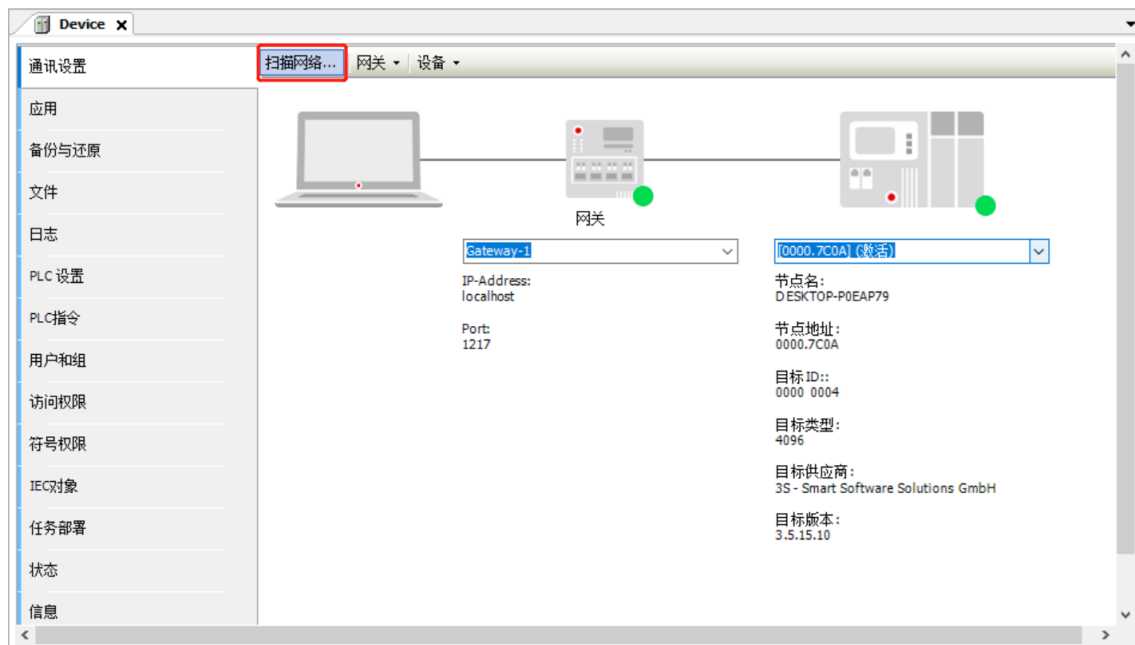 Device
扫描网络... 网关 设备
通讯设置
应用
备份与还原
文件
日志
PLC 设置
PLC指令
用户和组
访问权限
符号权限
IEC对象
任务部署
状态
信息
网关
Gateway-1
IP-Address:
localhost
Port:
1217
[0000.7C0A] (激活)
节点名:
DESKTOP-P0EAP79
节点地址:
0000.7C0A
目标ID::
0000 0004
目标类型:
4096
目标供应商:
3S - Smart Software Solutions GmbH
目标版本:
3.5.15.10